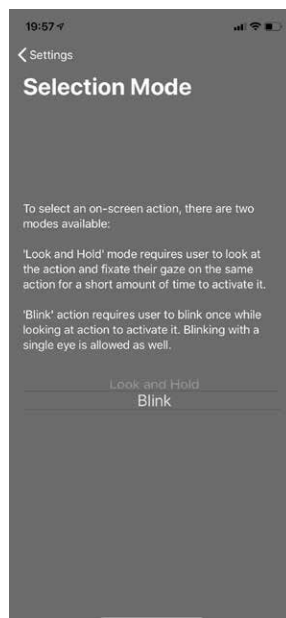 19:57
Settings
Selection Mode
To select an on-screen action, there are two
modes available:
'Look and Hold' mode requires user to look at
the action and fixate their gaze on the same
action for a short amount of time to activate it.
'Blink' action requires user to blink once while
looking at action to activate it. Blinking with a
single eye is allowed as well.
Look and Hold
Blink